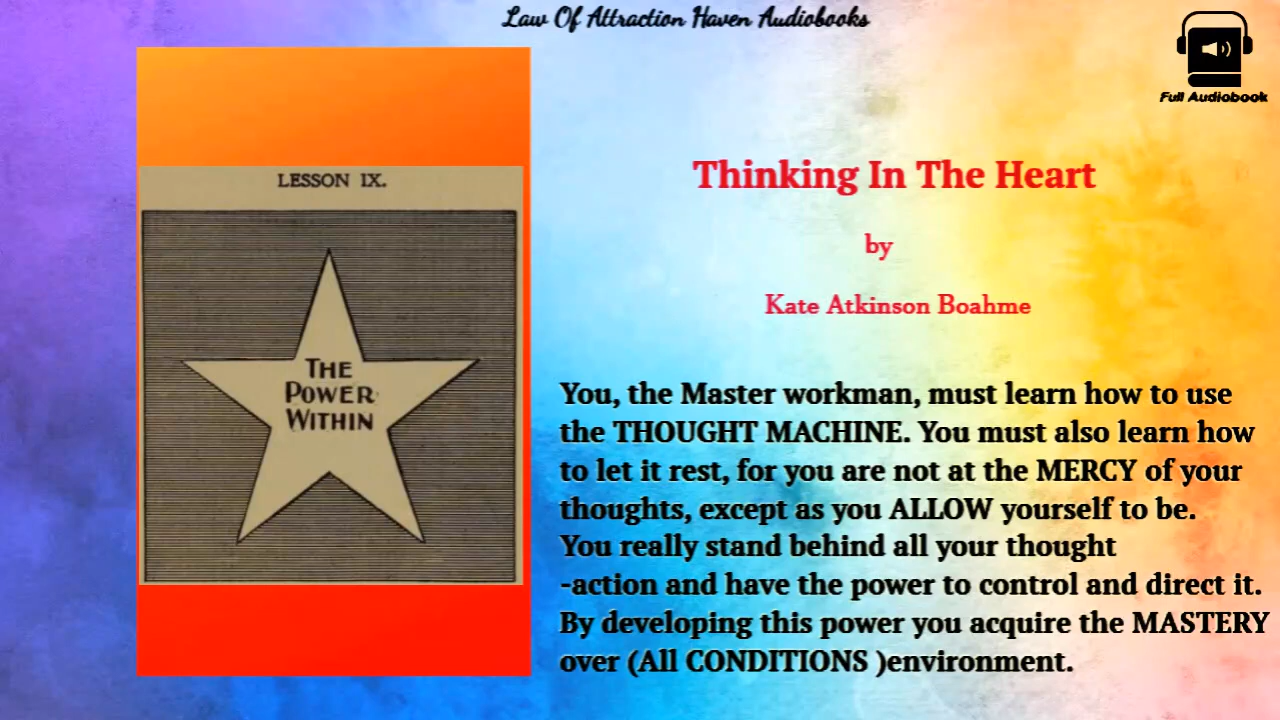 Law Of Attraction Haven Audiobooks
Full Audiobook
LESSON IX.
THE
POWER
WITHIN
Thinking In The Heart
by
Kate Atkinson Boahme
You, the Master workman, must learn how to use
the THOUGHT MACHINE. You must also learn how
to let it rest, for you are not at the MERCY of your
thoughts, except as you ALLOW yourself to be.
You really stand behind all your thought
-action and have the power to control and direct it.
By developing this power you acquire the MASTERY
over (All CONDITIONS )environment.